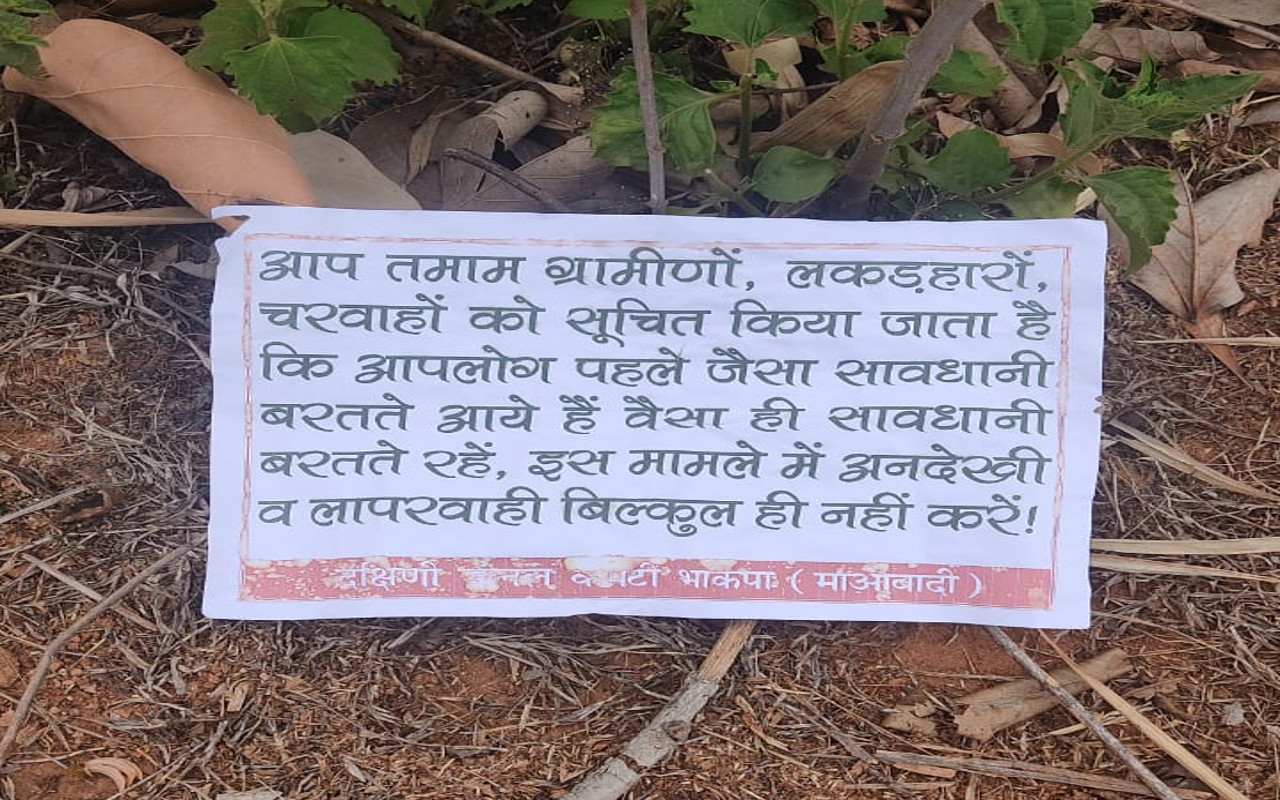 आप तमाम ग्रामीणों, लकड़हारों,
चरवाहों को सूचित किया जाता है
कि आपलोग पहले जैसा सावधानी
बरतते आये हैं वैसा ही सावधानी
बरतते रहें, इस मामले में अनदेखी
व लापरवाही बिल्कुल ही नहीं करें!
दक्षिणी भाकपा ( माओवादी )